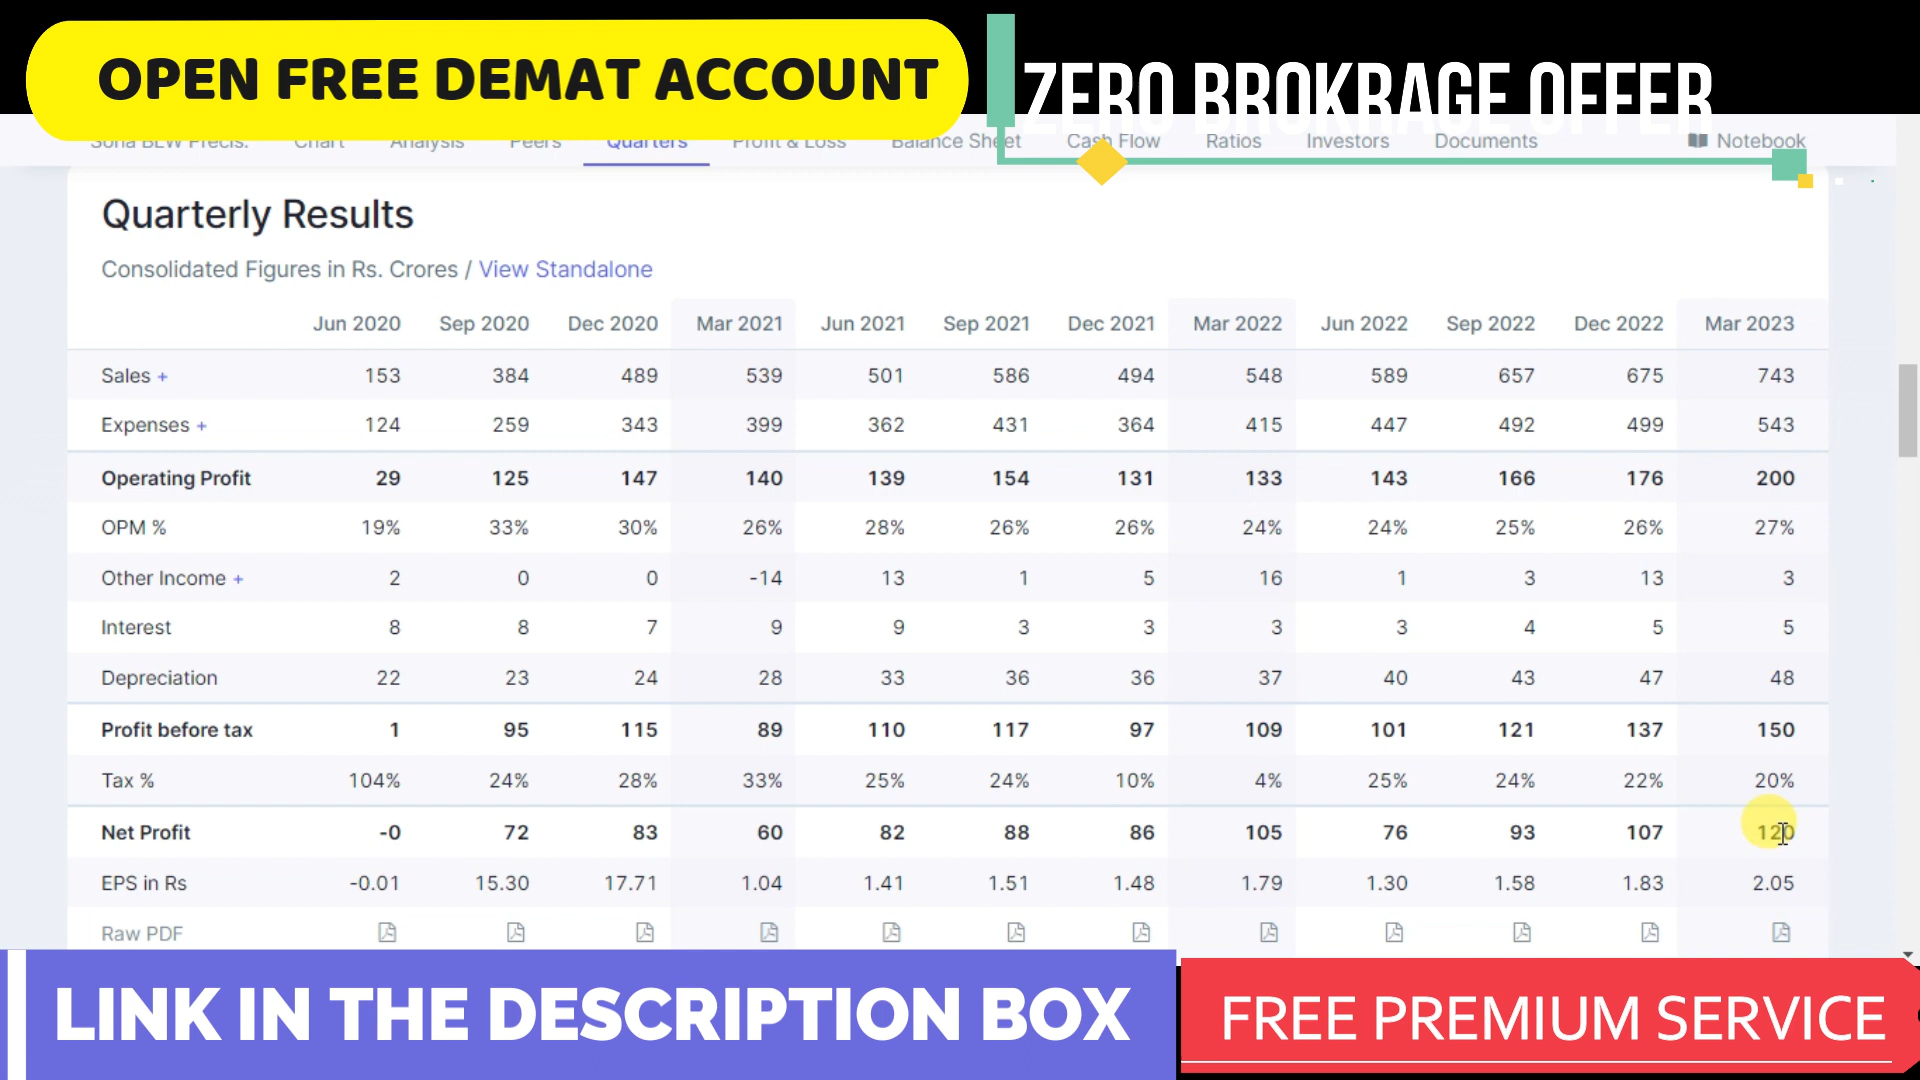 OPEN FREE DEMAT ACCOUNT
ZERO BROKRAGE OFFER
Sona BLW Precis. Chart Analysis Peers Quarters Profit & Loss Balance Sheet Cash Flow Ratios Investors Documents Notebook
Quarterly Results
Consolidated Figures in Rs. Crores / View Standalone
Jun 2020 Sep 2020 Dec 2020 Mar 2021 Jun 2021 Sep 2021 Dec 2021 Mar 2022 Jun 2022 Sep 2022 Dec 2022 Mar 2023
Sales + 153 384 489 539 501 586 494 548 589 657 675 743
Expenses + 124 259 343 399 362 431 364 415 447 492 499 543
Operating Profit 29 125 147 140 139 154 131 133 143 166 176 200
OPM % 19% 33% 30% 26% 28% 26% 26% 24% 24% 25% 26% 27%
Other Income + 2 0 0 -14 13 1 5 16 1 3 13 3
Interest 8 8 7 9 9 3 3 3 3 4 5 5
Depreciation 22 23 24 28 33 36 36 37 40 43 47 48
Profit before tax 1 95 115 89 110 117 97 109 101 121 137 150
Tax % 104% 24% 28% 33% 25% 24% 10% 4% 25% 24% 22% 20%
Net Profit -0 72 83 60 82 88 86 105 76 93 107 120
EPS in Rs -0.01 15.30 17.71 1.04 1.41 1.51 1.48 1.79 1.30 1.58 1.83 2.05
Raw PDF
LINK IN THE DESCRIPTION BOX
FREE PREMIUM SERVICE